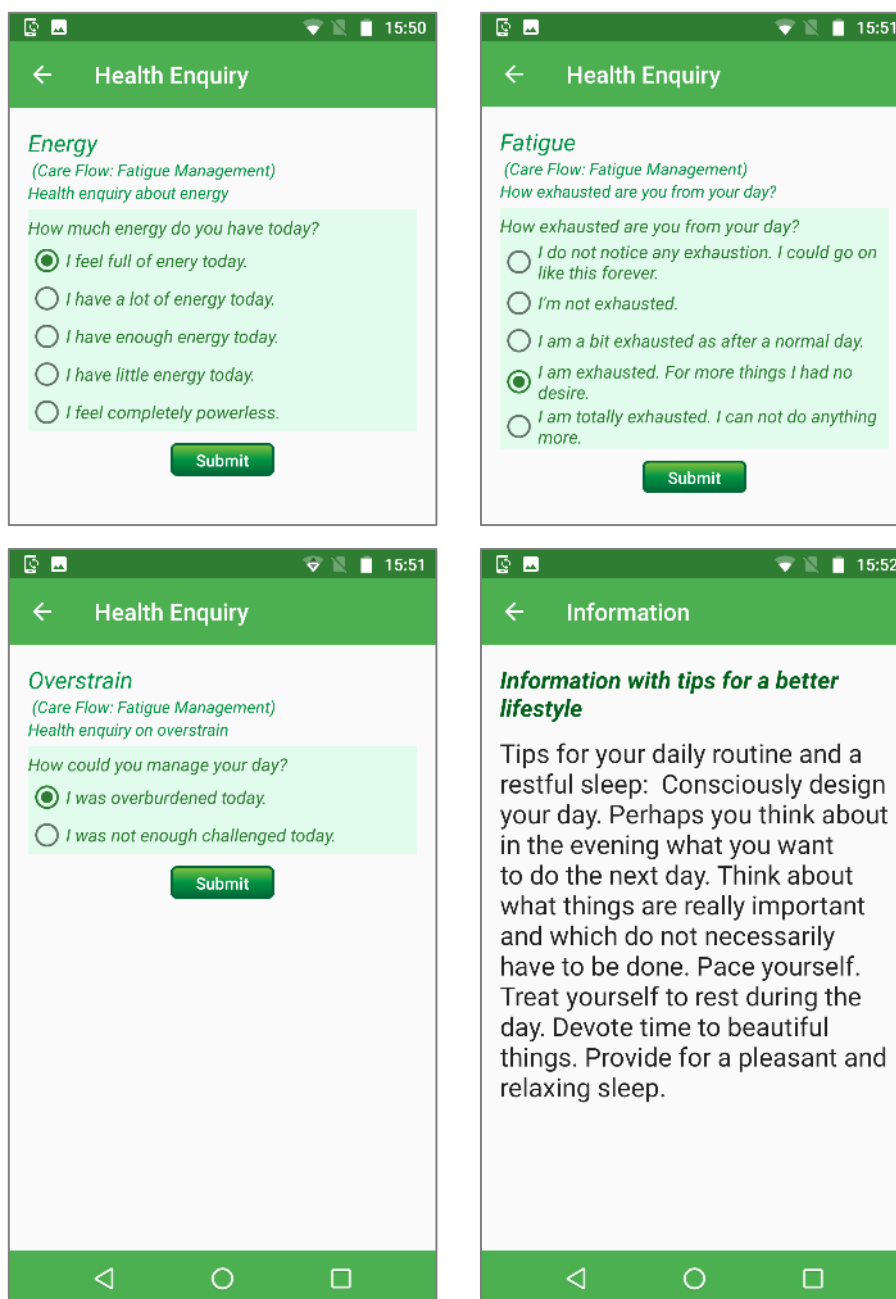 15:50
Health Enquiry
Energy
(Care Flow: Fatigue Management)
Health enquiry about energy
How much energy do you have today?
I feel full of enery today.
I have a lot of energy today.
I have enough energy today.
I have little energy today.
I feel completely powerless.
Submit
15:51
Health Enquiry
Fatigue
(Care Flow: Fatigue Management)
How exhausted are you from your day?
How exhausted are you from your day?
I do not notice any exhaustion. I could go on
like this forever.
I'm not exhausted.
I am a bit exhausted as after a normal day.
I am exhausted. For more things I had no
desire.
I am totally exhausted. I can not do anything
more.
Submit
15:51
Health Enquiry
Overstrain
(Care Flow: Fatigue Management)
Health enquiry on overstrain
How could you manage your day?
I was overburdened today.
I was not enough challenged today.
Submit
15:52
Information
Information with tips for a better
lifestyle
Tips for your daily routine and a
restful sleep:  Consciously design
your day. Perhaps you think about
in the evening what you want
to do the next day. Think about
what things are really important
and which do not necessarily
have to be done. Pace yourself.
Treat yourself to rest during the
day. Devote time to beautiful
things. Provide for a pleasant and
relaxing sleep.